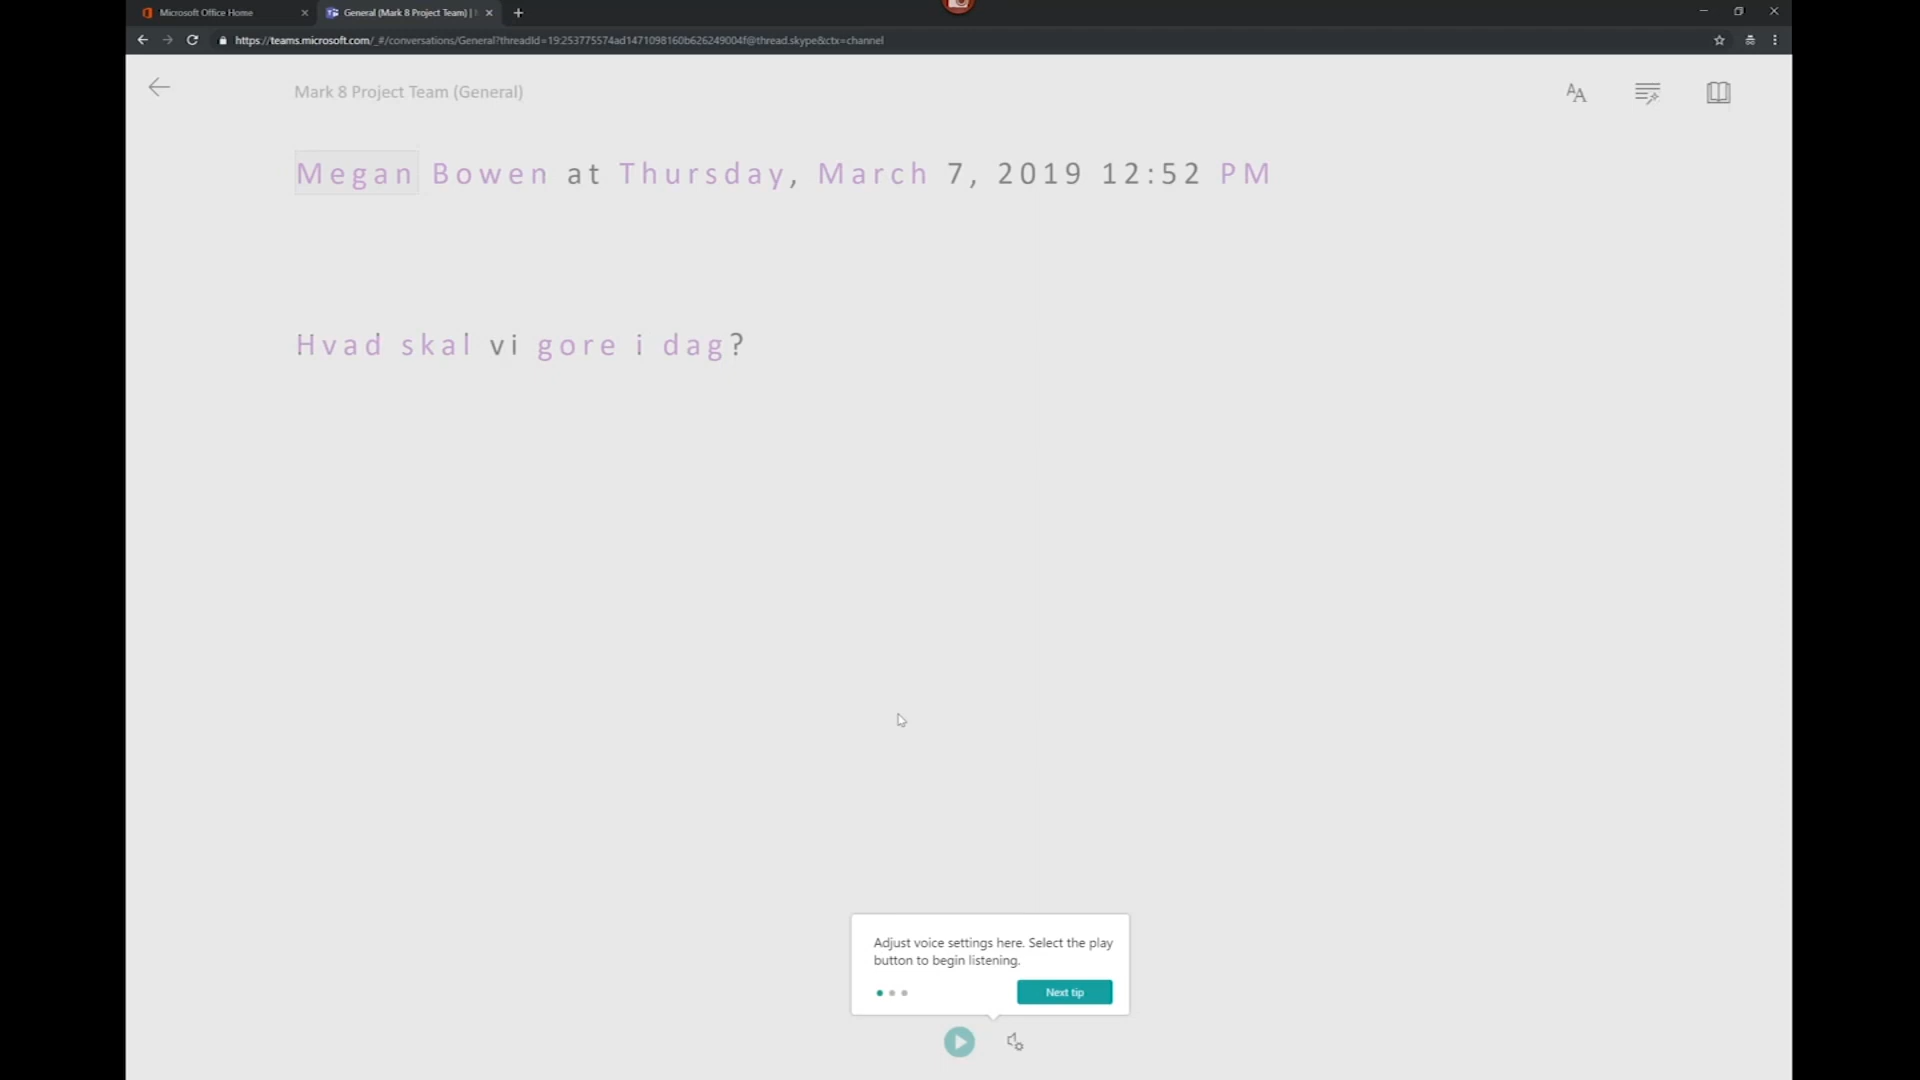 Microsoft Office Home
General (Mark 8 Project Team) |
https://teams.microsoft.com/_#/conversations/General?threadId=19:253775574ad1471098160b626249004f@thread.skype&ctx=channel
Mark 8 Project Team (General)
Megan Bowen at Thursday, March 7, 2019 12:52 PM
Hvad skal vi gore i dag?
Adjust voice settings here. Select the play
button to begin listening.
Next tip